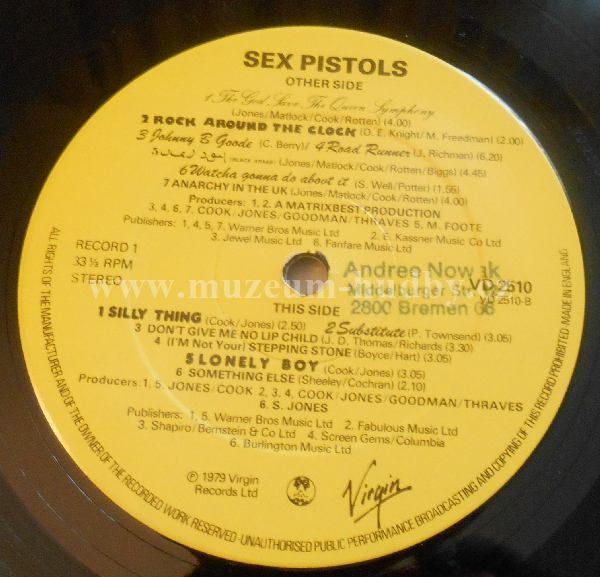 SEX PISTOLS
OTHER SIDE
1 The God Save The Queen Symphony
(Jones/Matlock/Cook/Rotten) (4.00)
2 ROCK AROUND THE CLOCK (D. E. Knight/M. Freedman) (2.00)
3 Johnny B Goode (C. Berry)/ 4 Road Runner (J. Richman) (6.20)
(BLACK ARABS) (Jones/Matlock/Cook/Rotten/Biggs) (4.45)
6 Watcha gonna do about it (S. Well/Potter) (1.55)
7 ANARCHY IN THE UK (Jones/Matlock/Cook/Rotten) (4.00)
Producers: 1, 2. A MATRIXBEST PRODUCTION
3, 4, 6, 7, COOK/JONES/GOODMAN/THRAVES 5, M. FOOTE
Publishers: 1, 4, 5, 7. Warner Bros Music Ltd 2. E. Kassner Music Co Ltd
3. Jewel Music Ltd 6. Fanfare Music Ltd
RECORD 1
33⅓ RPM
STEREO
Andree Nowak
Middelburger Str.
2800 Bremen 66
VD 2510
VD 2510-B
www.muzeum-hudby.
THIS SIDE
1 SILLY THING (Cook/Jones) (2.50) 2 Substitute (P. Townsend) (3.05)
3 DON'T GIVE ME NO LIP CHILD (J. D. Thomas/Richards) (3.30)
4 (I'm Not Your) STEPPING STONE (Boyce/Hart) (3.05)
5 LONELY BOY (Cook/Jones) (3.05)
6 SOMETHING ELSE (Sheeley/Cochran) (2.10)
Producers: 1, 5, JONES/COOK 2, 3, 4, COOK/JONES/GOODMAN/THRAVES
6. S. JONES
Publishers: 1, 5. Warner Bros Music Ltd 2. Fabulous Music Ltd
3. Shapiro/Bernstein & Co Ltd 4. Screen Gems/Columbia
6. Burlington Music Ltd
℗ 1979 Virgin
Records Ltd
Virgin
ALL RIGHTS OF THE MANUFACTURER AND OF THE OWNER OF THE RECORDED WORK RESERVED·UNAUTHORISED PUBLIC PERFORMANCE BROADCASTING AND COPYING OF THIS RECORD PROHIBITED·MADE IN ENGLAND